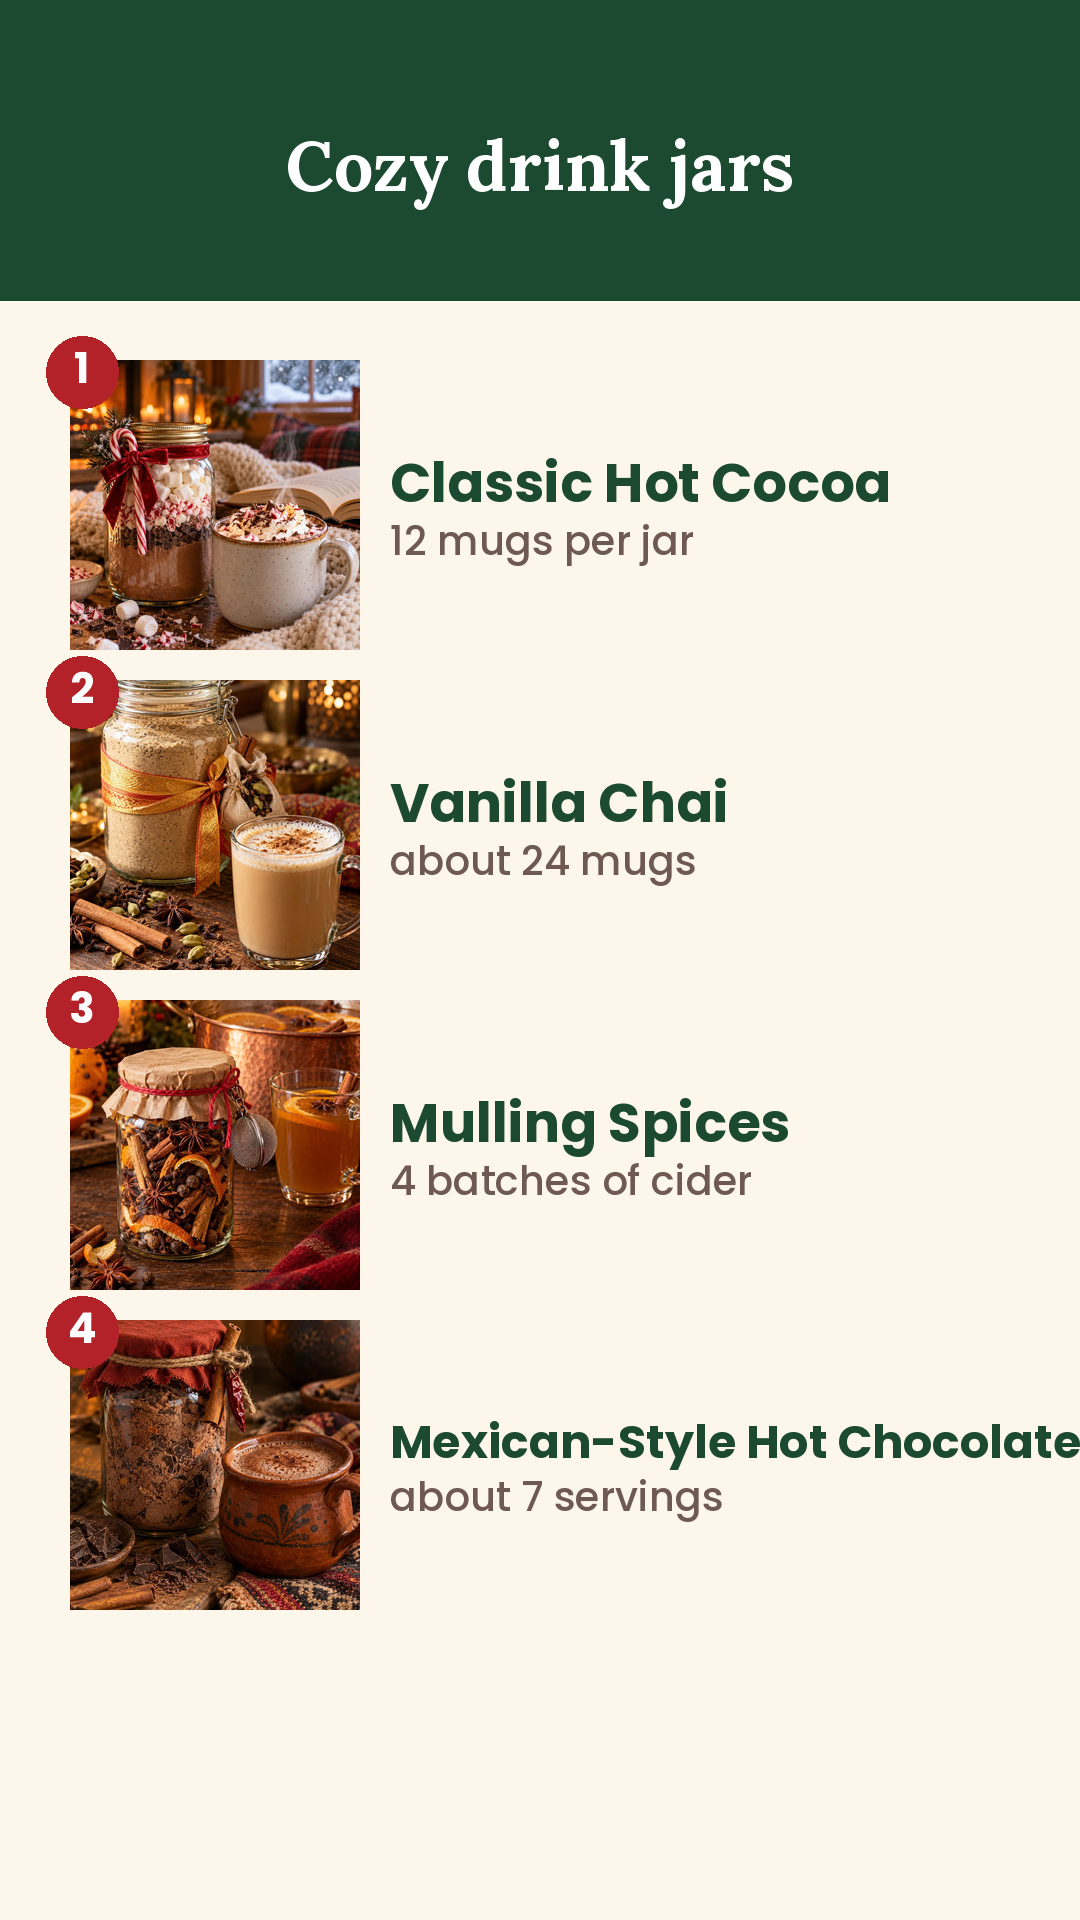 Cozy drink jars
1
Classic Hot Cocoa
12 mugs per jar
2
Vanilla Chai
about 24 mugs
3
Mulling Spices
4 batches of cider
4
Mexican-Style Hot Chocolate
about 7 servings